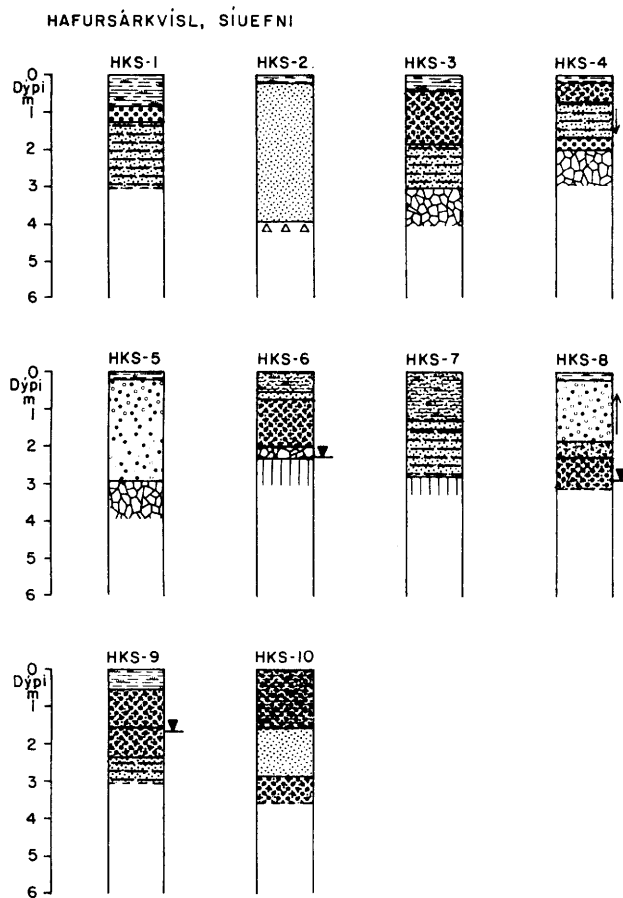 HAFURSÁRKVÍSL, SÍUEFNI
HKS-1 HKS-2 HKS-3 HKS-4
0
Dýpi
m
1
2
3
4
5
6
HKS-5 HKS-6 HKS-7 HKS-8
0
Dýpi
m
1
2
3
4
5
6
HKS-9 HKS-10
0
Dýpi
m
1
2
3
4
5
6